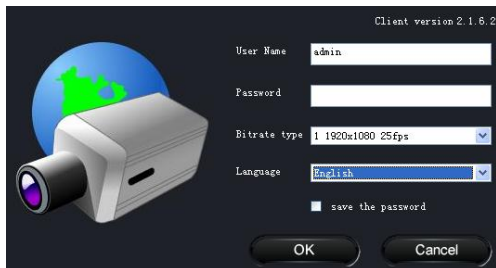 Client version 2.1.6.2
User Name admin
Password
Bitrate type 1 1920x1080 25fps
Language English
save the password
OK Cancel